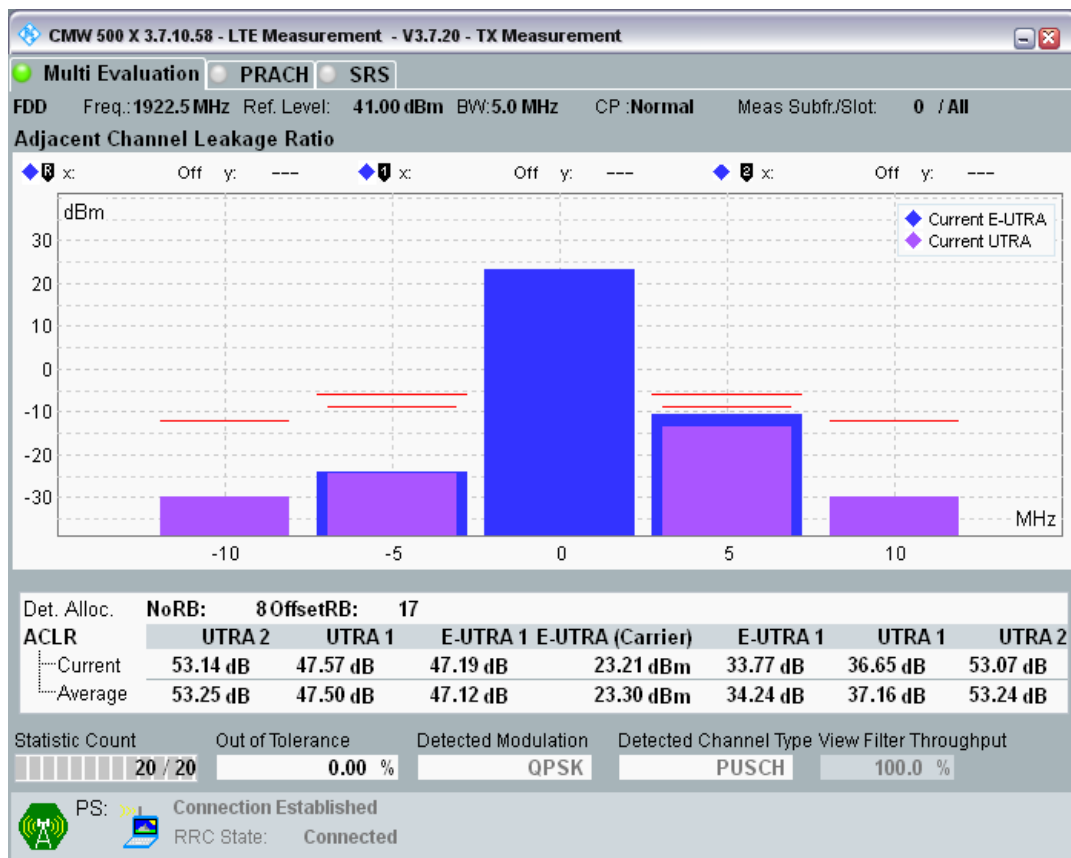 CMW 500 X 3.7.10.58 - LTE Measurement - V3.7.20 - TX Measurement
Multi Evaluation PRACH SRS
FDD Freq.:1922.5 MHz Ref. Level: 41.00 dBm BW:5.0 MHz CP :Normal Meas Subfr./Slot: 0 / All
Adjacent Channel Leakage Ratio
R x: Off y: --- 1 x: Off y: --- 2 x: Off y: ---
dBm
Current E-UTRA
Current UTRA
30
20
10
0
-10
-20
-30
MHz
-10 -5 0 5 10
Det. Alloc. NoRB: 8 OffsetRB: 17
ACLR UTRA 2 UTRA 1 E-UTRA 1 E-UTRA (Carrier) E-UTRA 1 UTRA 1 UTRA 2
Current 53.14 dB 47.57 dB 47.19 dB 23.21 dBm 33.77 dB 36.65 dB 53.07 dB
Average 53.25 dB 47.50 dB 47.12 dB 23.30 dBm 34.24 dB 37.16 dB 53.24 dB
Statistic Count Out of Tolerance Detected Modulation Detected Channel Type View Filter Throughput
20 / 20 0.00 % QPSK PUSCH 100.0 %
PS: Connection Established
RRC State: Connected